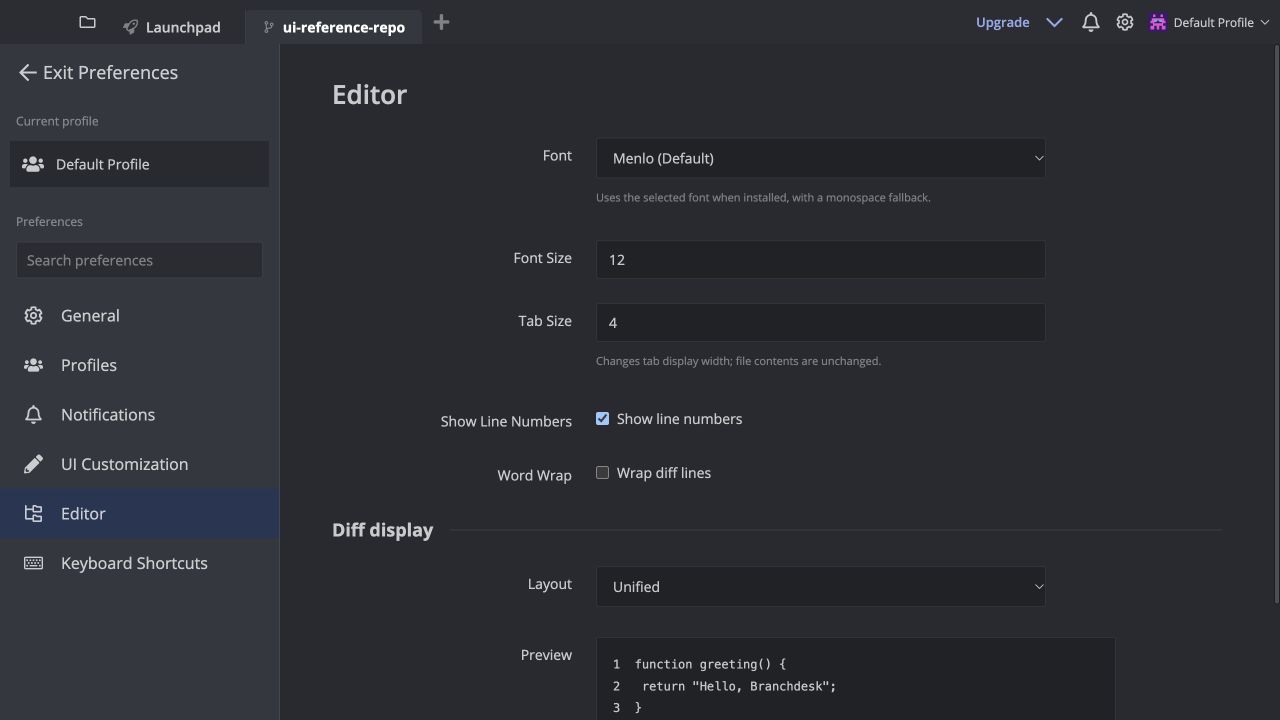 Launchpad
ui-reference-repo
Upgrade
Default Profile
Exit Preferences
Current profile
Default Profile
Preferences
Search preferences
General
Profiles
Notifications
UI Customization
Editor
Keyboard Shortcuts
Editor
Font
Menlo (Default)
Uses the selected font when installed, with a monospace fallback.
Font Size
12
Tab Size
4
Changes tab display width; file contents are unchanged.
Show Line Numbers
Show line numbers
Word Wrap
Wrap diff lines
Diff display
Layout
Unified
Preview
1 function greeting() {
2  return "Hello, Branchdesk";
3 }